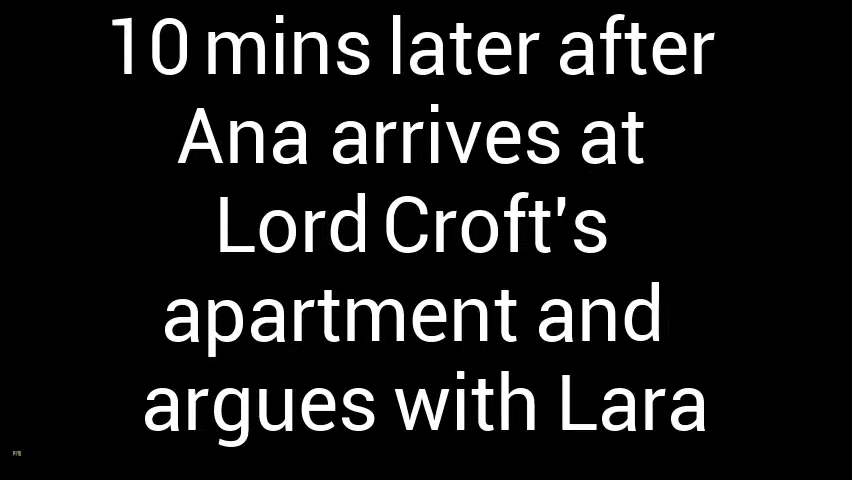 10 mins later after
Ana arrives at
Lord Croft's
apartment and
argues with Lara